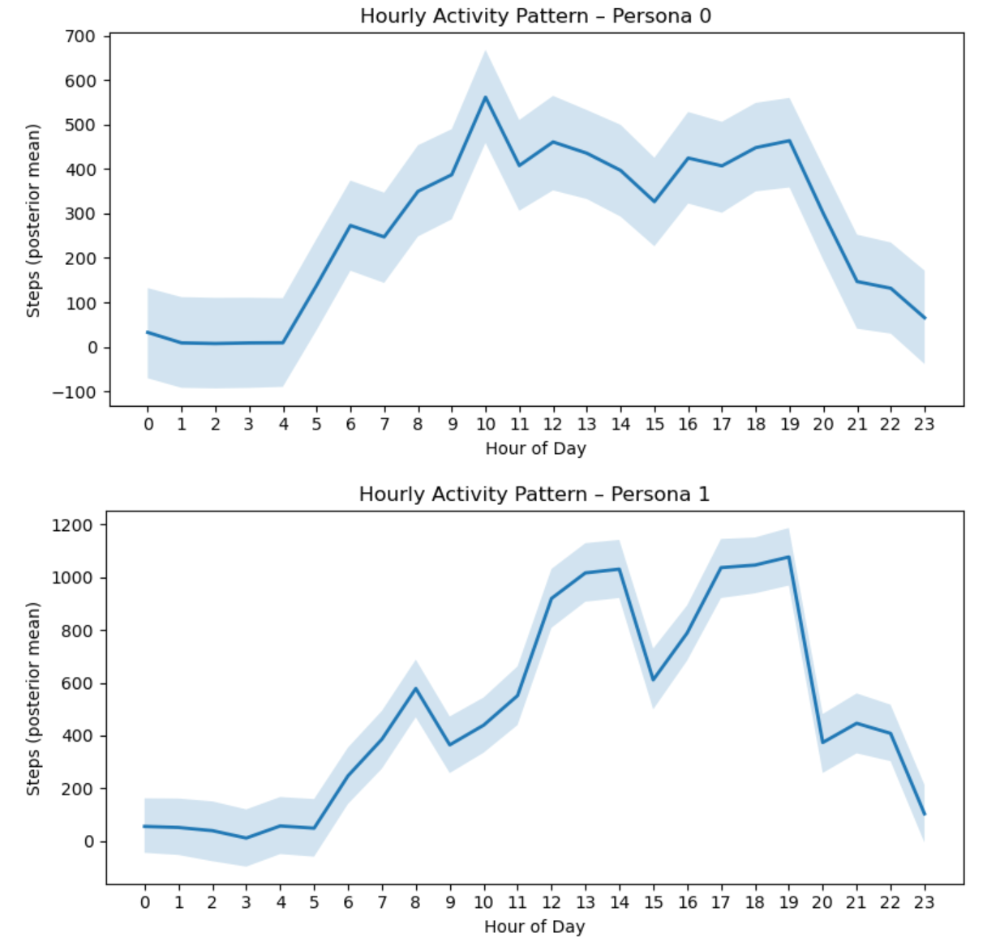 Hourly Activity Pattern – Persona 0
700
600
500
400
300
200
100
0
−100
Steps (posterior mean)
0 1 2 3 4 5 6 7 8 9 10 11 12 13 14 15 16 17 18 19 20 21 22 23
Hour of Day
Hourly Activity Pattern – Persona 1
1200
1000
800
600
400
200
0
Steps (posterior mean)
0 1 2 3 4 5 6 7 8 9 10 11 12 13 14 15 16 17 18 19 20 21 22 23
Hour of Day